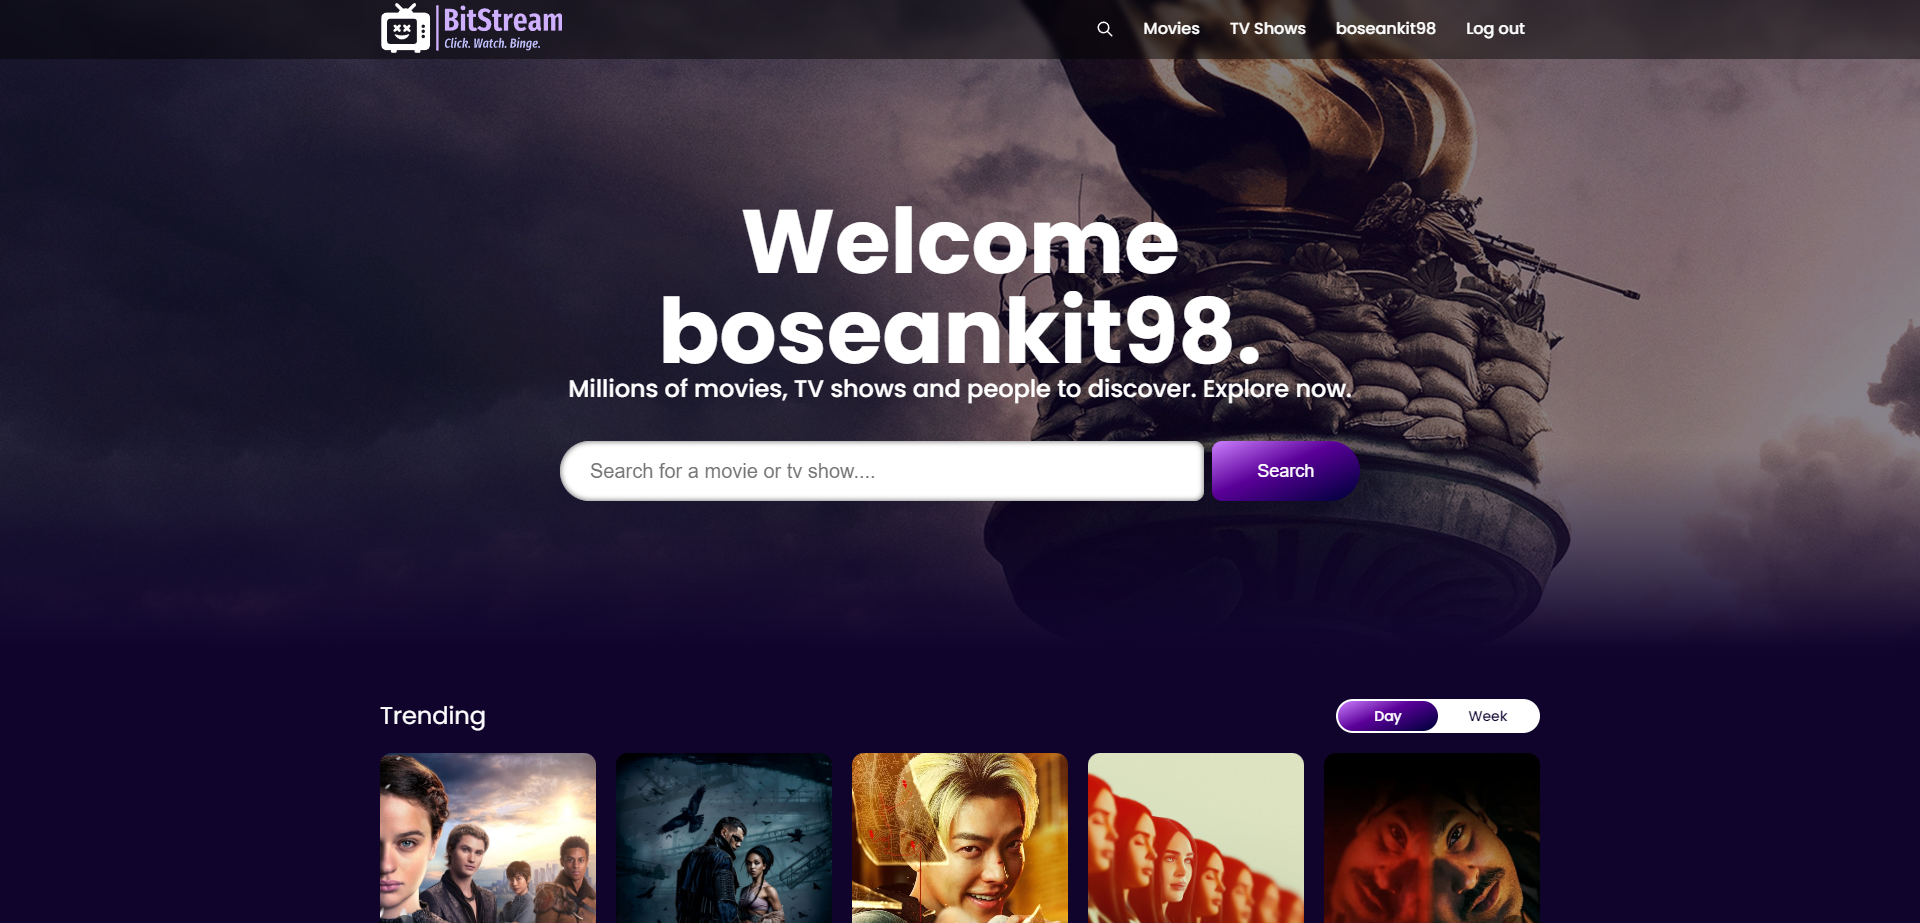 BitStream
Click. Watch. Binge.
Movies TV Shows boseankit98 Log out
Welcome
boseankit98.
Millions of movies, TV shows and people to discover. Explore now.
Search for a movie or tv show.... Search
Trending Day Week